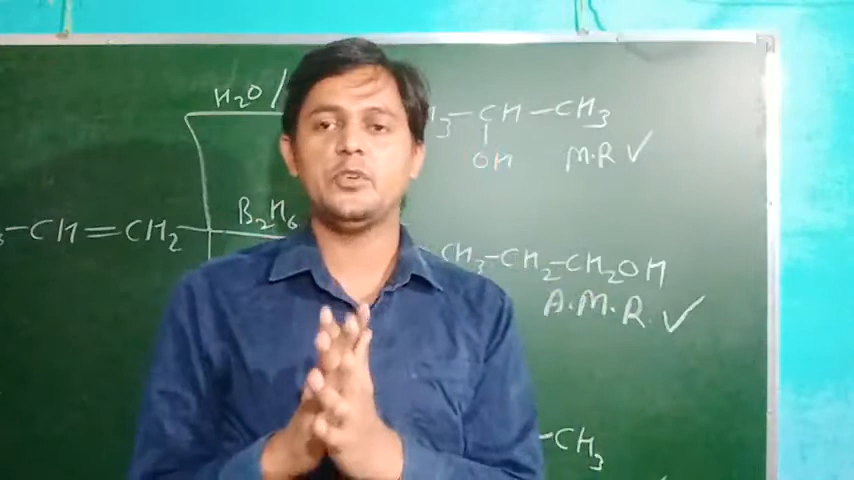 H₂O/
₃-CH-CH₃
OH
M.R ✓
B₂H₆
-CH=CH₂
CH₃-CH₂-CH₂OH
A.M.R. ✓
-CH₃